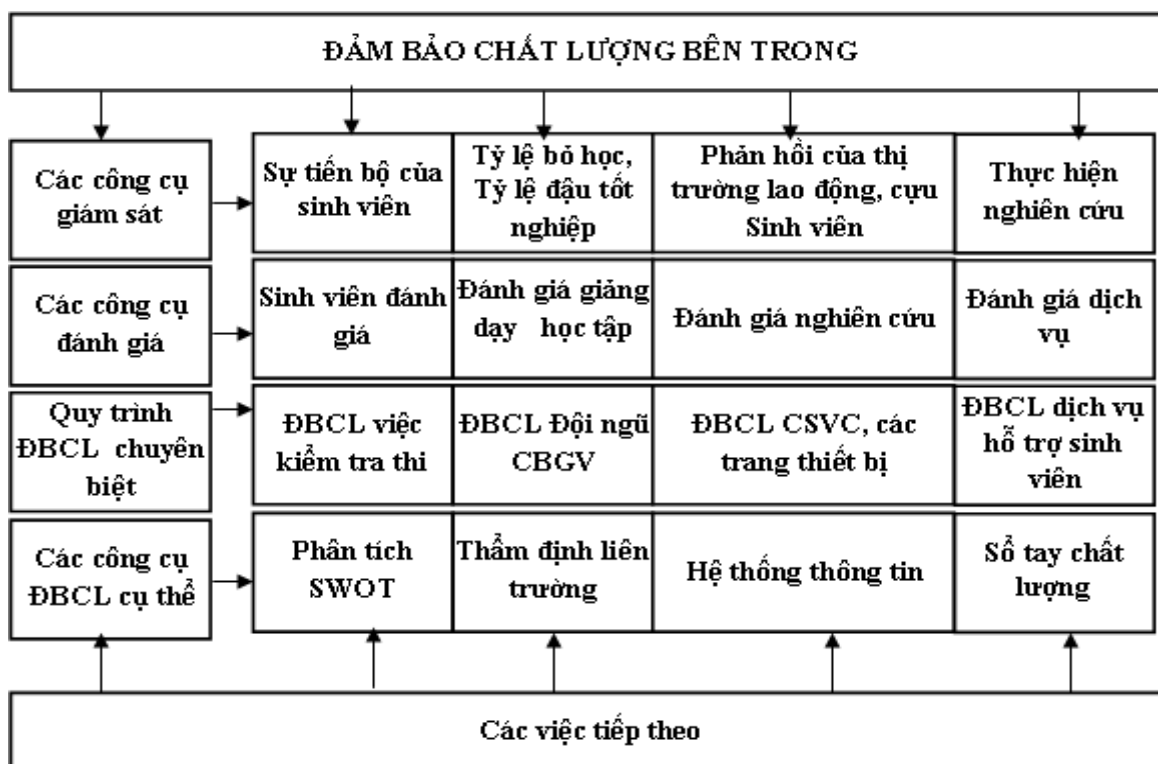 ĐẢM BẢO CHẤT LƯỢNG BÊN TRONG
Các công cụ
giám sát
Sự tiến bộ của
sinh viên
Tỷ lệ bỏ học,
Tỷ lệ đậu tốt
nghiệp
Phản hồi của thị
trường lao động, cựu
Sinh viên
Thực hiện
nghiên cứu
Các công cụ
đánh giá
Sinh viên đánh
giá
Đánh giá giảng
dạy học tập
Đánh giá nghiên cứu
Đánh giá dịch
vụ
Quy trình
ĐBCL chuyên
biệt
ĐBCL việc
kiểm tra thi
ĐBCL Đội ngũ
CBGV
ĐBCL CSVC, các
trang thiết bị
ĐBCL dịch vụ
hỗ trợ sinh
viên
Các công cụ
ĐBCL cụ thể
Phân tích
SWOT
Thẩm định liên
trường
Hệ thống thông tin
Sổ tay chất
lượng
Các việc tiếp theo